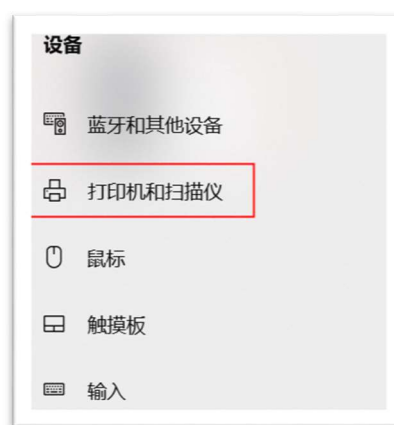 设备
蓝牙和其他设备
打印机和扫描仪
鼠标
触摸板
输入